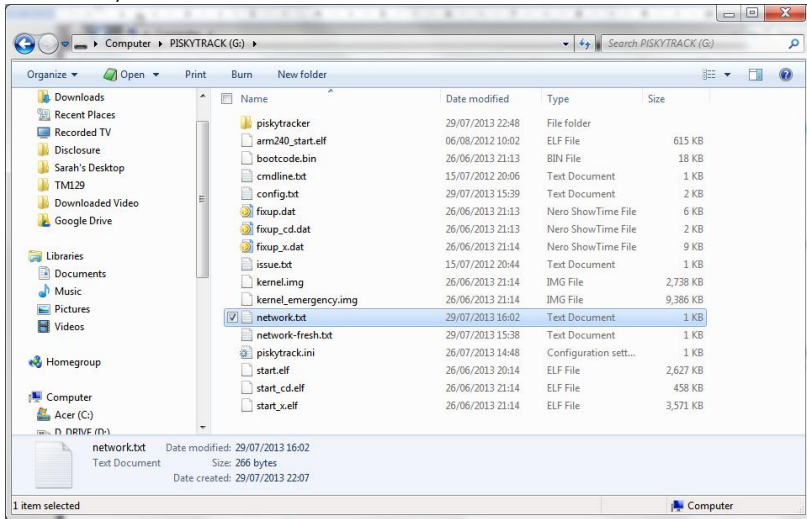 Computer ▸ PISKYTRACK (G:) ▸ Search PISKYTRACK (G:)
Organize Open Print Burn New folder
Downloads
Recent Places
Recorded TV
Disclosure
Sarah's Desktop
TM129
Downloaded Video
Google Drive
Libraries
Documents
Music
Pictures
Videos
Homegroup
Computer
Acer (C:)
D_DRIVE (D:)
Name Date modified Type Size
piskytracker 29/07/2013 22:48 File folder
arm240_start.elf 06/08/2012 10:02 ELF File 615 KB
bootcode.bin 26/06/2013 21:13 BIN File 18 KB
cmdline.txt 15/07/2012 20:06 Text Document 1 KB
config.txt 29/07/2013 15:39 Text Document 2 KB
fixup.dat 26/06/2013 21:13 Nero ShowTime File 6 KB
fixup_cd.dat 26/06/2013 21:13 Nero ShowTime File 2 KB
fixup_x.dat 26/06/2013 21:14 Nero ShowTime File 9 KB
issue.txt 15/07/2012 20:44 Text Document 1 KB
kernel.img 26/06/2013 21:14 IMG File 2,738 KB
kernel_emergency.img 26/06/2013 21:14 IMG File 9,386 KB
network.txt 29/07/2013 16:02 Text Document 1 KB
network-fresh.txt 29/07/2013 15:38 Text Document 1 KB
piskytrack.ini 26/07/2013 14:48 Configuration sett... 1 KB
start.elf 26/06/2013 20:14 ELF File 2,627 KB
start_cd.elf 26/06/2013 21:14 ELF File 458 KB
start_x.elf 26/06/2013 21:14 ELF File 3,571 KB
network.txt Date modified: 29/07/2013 16:02
Text Document Size: 266 bytes
Date created: 29/07/2013 22:07
1 item selected Computer